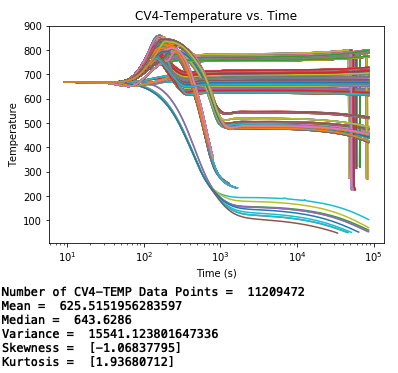 CV4-Temperature vs. Time
900
800
700
600
500
400
300
200
100
Temperature
10¹ 10² 10³ 10⁴ 10⁵
Time (s)
Number of CV4-TEMP Data Points = 11209472
Mean = 625.5151956283597
Median = 643.6286
Variance = 15541.123801647336
Skewness = [-1.06837795]
Kurtosis = [1.93680712]